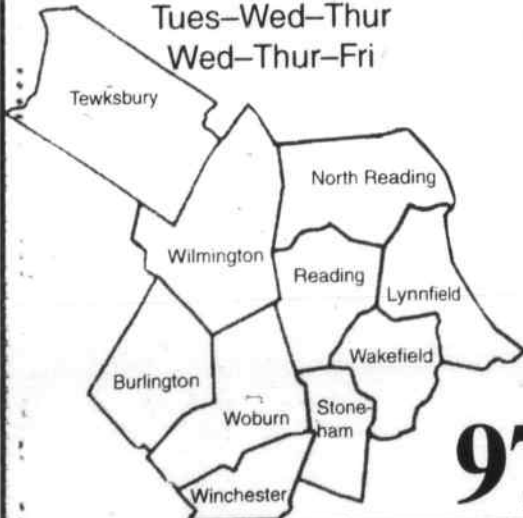 Tues–Wed–Thur
Wed–Thur–Fri
Tewksbury
North Reading
Wilmington
Reading
Lynnfield
Wakefield
Burlington
Woburn
Stone-
ham
Winchester